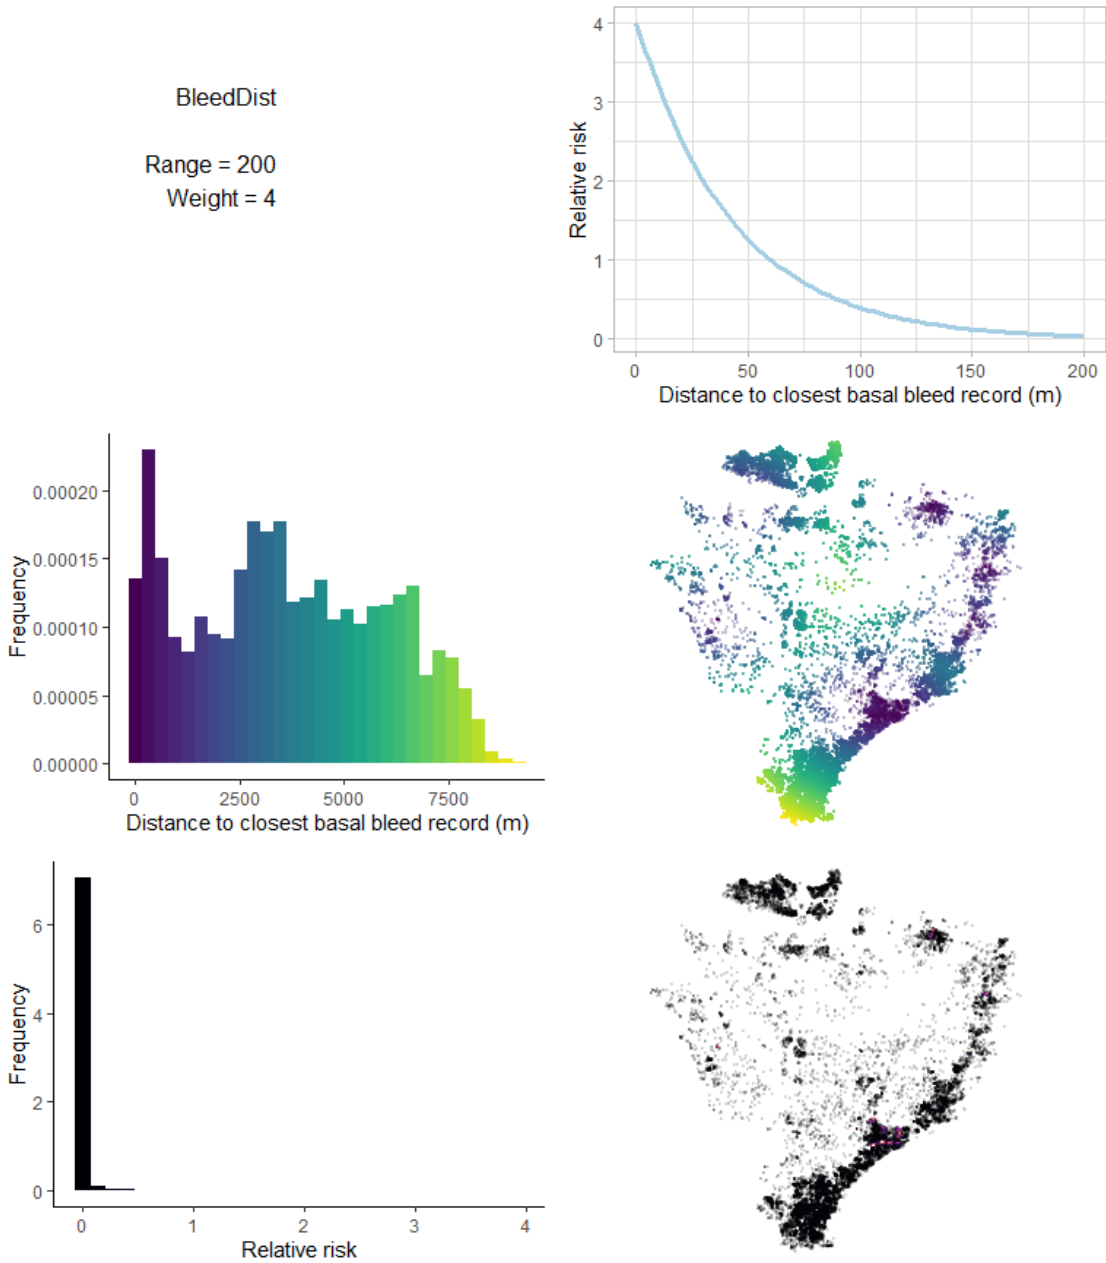 BleedDist
Range = 200
Weight = 4
4
3
2
1
0
Relative risk
0 50 100 150 200
Distance to closest basal bleed record (m)
0.00020
0.00015
0.00010
0.00005
0.00000
Frequency
0 2500 5000 7500
Distance to closest basal bleed record (m)
6
4
2
0
Frequency
0 1 2 3 4
Relative risk